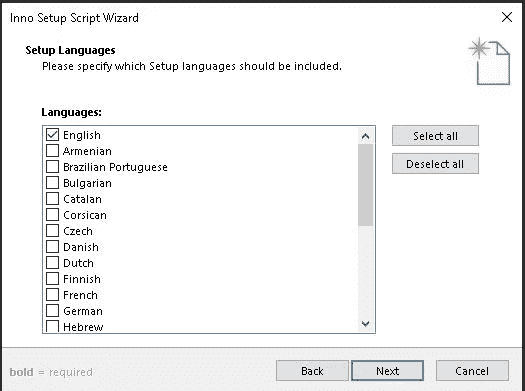 Inno Setup Script Wizard
Setup Languages
Please specify which Setup languages should be included.
Languages:
English
Armenian
Brazilian Portuguese
Bulgarian
Catalan
Corsican
Czech
Danish
Dutch
Finnish
French
German
Hebrew
Select all
Deselect all
bold = required
Back
Next
Cancel